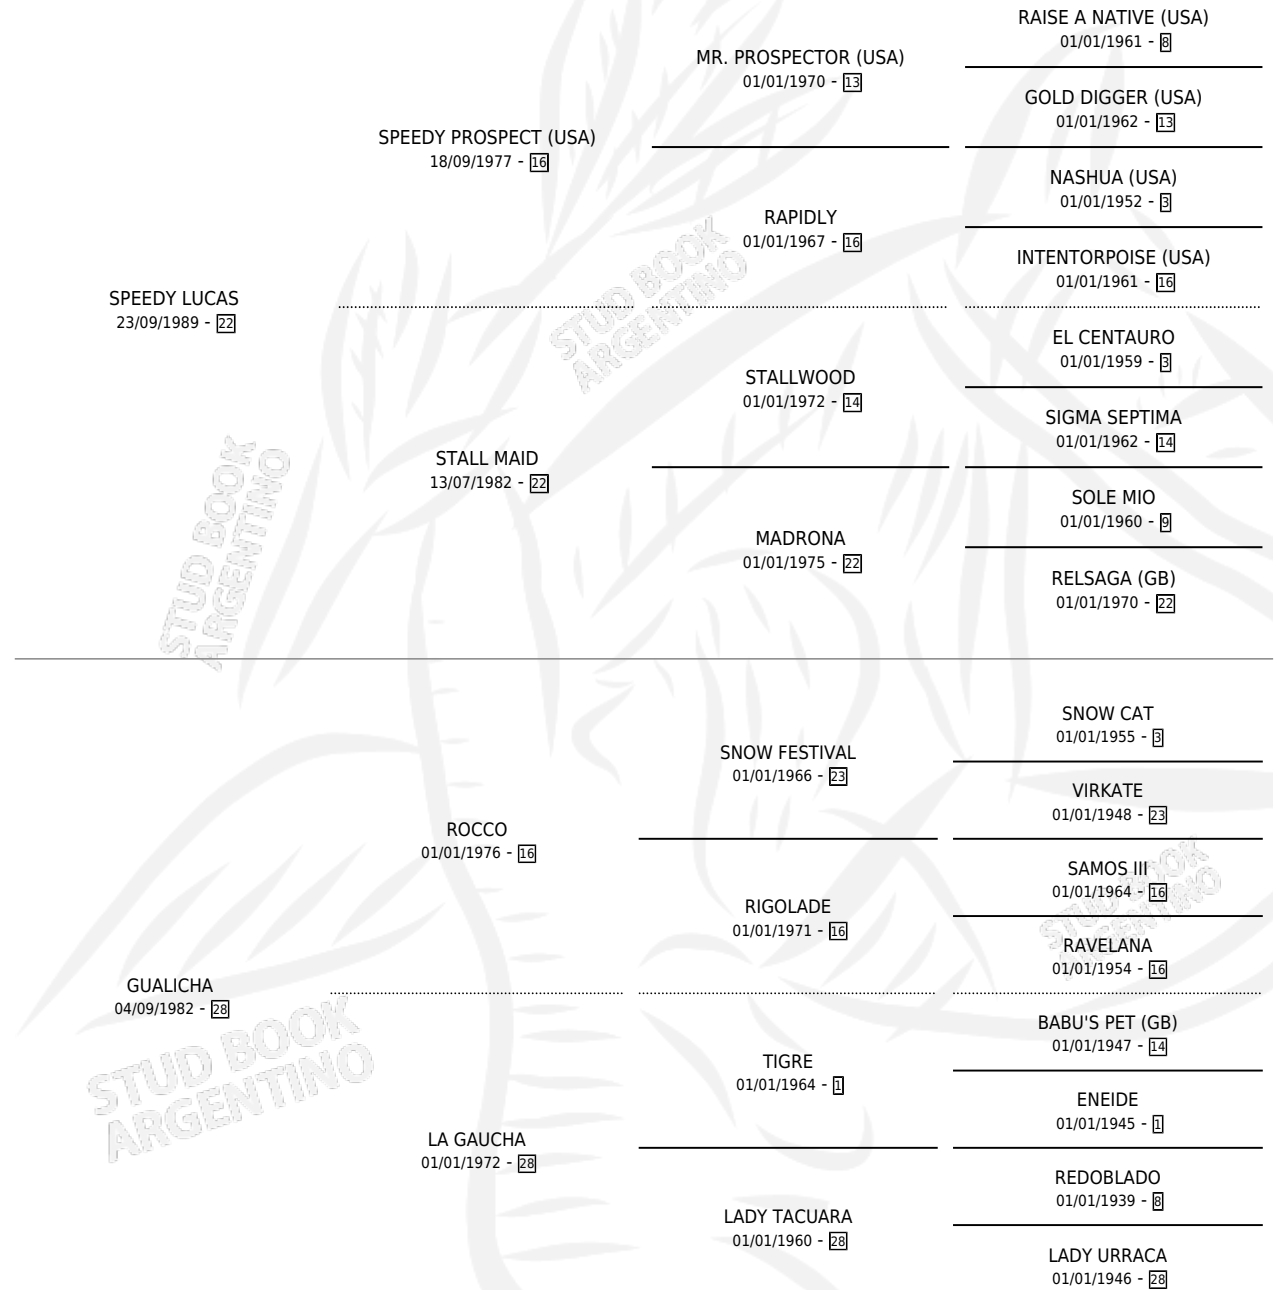 SPEEDY LUCAS
23/09/1989 - 22
SPEEDY PROSPECT (USA)
18/09/1977 - 16
MR. PROSPECTOR (USA)
01/01/1970 - 13
RAISE A NATIVE (USA)
01/01/1961 - 8
GOLD DIGGER (USA)
01/01/1962 - 13
RAPIDLY
01/01/1967 - 16
NASHUA (USA)
01/01/1952 - 3
INTENTORPOISE (USA)
01/01/1961 - 16
STALL MAID
13/07/1982 - 22
STALLWOOD
01/01/1972 - 14
EL CENTAURO
01/01/1959 - 3
SIGMA SEPTIMA
01/01/1962 - 14
MADRONA
01/01/1975 - 22
SOLE MIO
01/01/1960 - 9
RELSAGA (GB)
01/01/1970 - 22
GUALICHA
04/09/1982 - 28
ROCCO
01/01/1976 - 16
SNOW FESTIVAL
01/01/1966 - 23
SNOW CAT
01/01/1955 - 3
VIRKATE
01/01/1948 - 23
RIGOLADE
01/01/1971 - 16
SAMOS III
01/01/1964 - 16
RAVELANA
01/01/1954 - 16
LA GAUCHA
01/01/1972 - 28
TIGRE
01/01/1964 - 1
BABU'S PET (GB)
01/01/1947 - 14
ENEIDE
01/01/1945 - 1
LADY TACUARA
01/01/1960 - 28
REDOBLADO
01/01/1939 - 8
LADY URRACA
01/01/1946 - 28
STUD BOOK
ARGENTINO
STUD BOOK
ARGENTINO
STUD BOOK
ARGENTINO
STUD BOOK
ARGENTINO